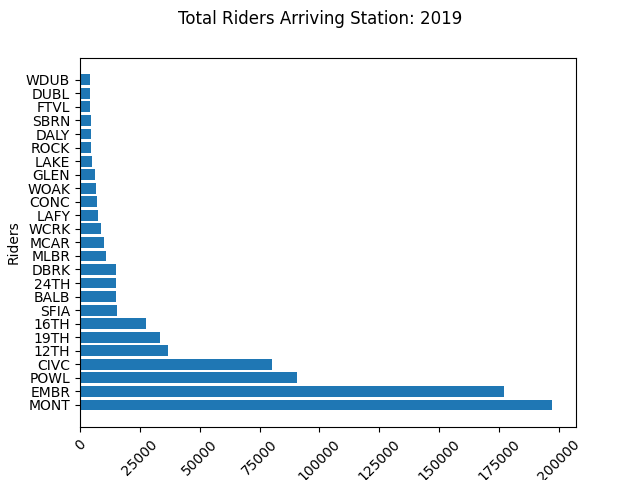 Total Riders Arriving Station: 2019
Riders
WDUB
DUBL
FTVL
SBRN
DALY
ROCK
LAKE
GLEN
WOAK
CONC
LAFY
WCRK
MCAR
MLBR
DBRK
24TH
BALB
SFIA
16TH
19TH
12TH
CIVC
POWL
EMBR
MONT
0 25000 50000 75000 100000 125000 150000 175000 200000